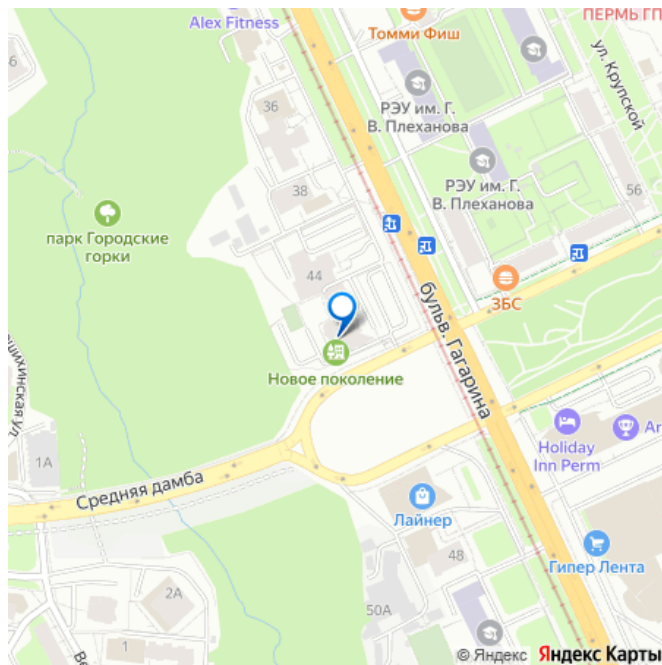 Alex Fitness
Томми Фиш
ПЕРМЬ ГП
ул. Крупской
36
РЭУ им. Г.
В. Плеханова
РЭУ им. Г.
В. Плеханова
38
56
парк Городские
горки
44
ЗБС
бульв. Гагарина
Новое поколение
1А
Средняя дамба
Holiday
Inn Perm
Лайнер
48
Гипер Лента
2А
50А
1
© Яндекс Яндекс Карты